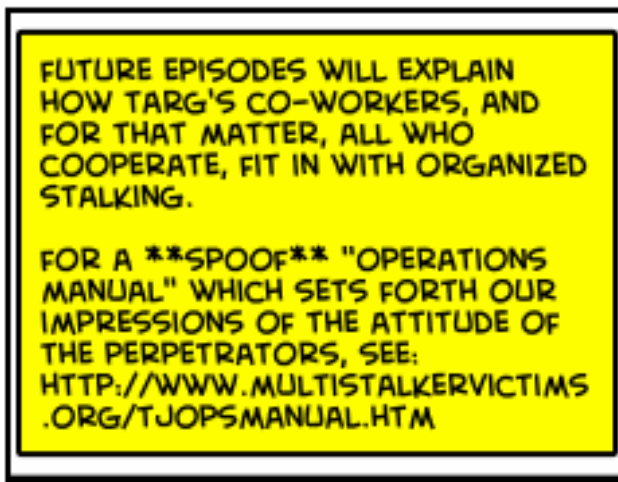 FUTURE EPISODES WILL EXPLAIN
HOW TARG'S CO-WORKERS, AND
FOR THAT MATTER, ALL WHO
COOPERATE, FIT IN WITH ORGANIZED
STALKING.
FOR A **SPOOF** "OPERATIONS
MANUAL" WHICH SETS FORTH OUR
IMPRESSIONS OF THE ATTITUDE OF
THE PERPETRATORS, SEE:
HTTP://WWW.MULTISTALKERVICTIMS
.ORG/TJOPSMANUAL.HTM